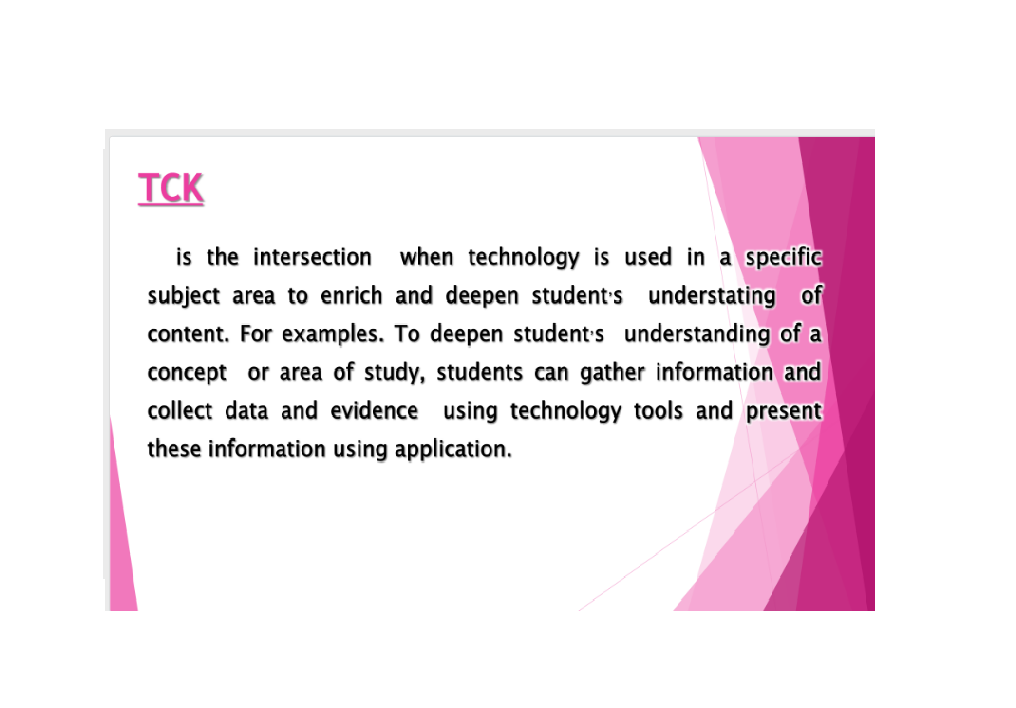 TCK
is the intersection when technology is used in a specific
subject area to enrich and deepen student's understating of
content. For examples. To deepen student's understanding of a
concept or area of study, students can gather information and
collect data and evidence using technology tools and present
these information using application.